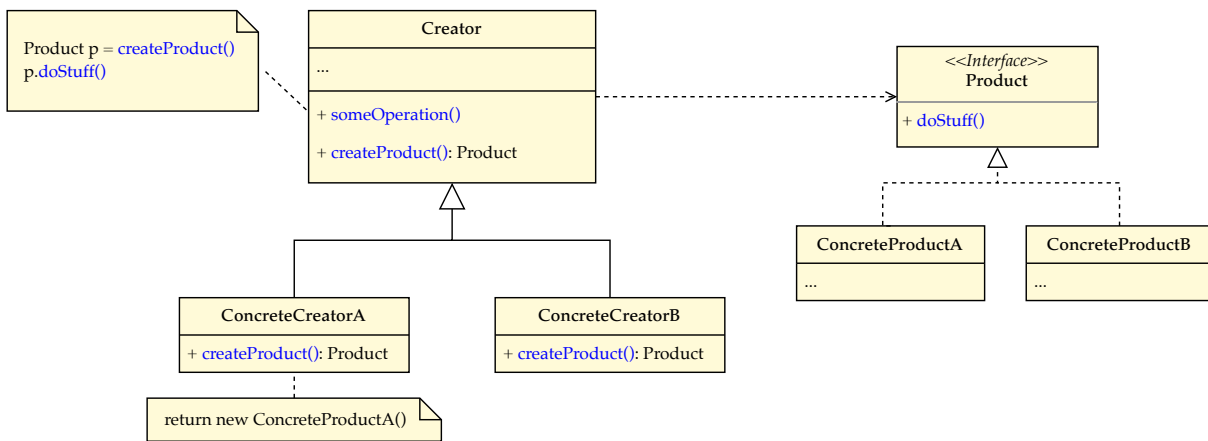 Product p = createProduct()
p.doStuff()
Creator
...
+ someOperation()
+ createProduct(): Product
<<Interface>>
Product
+ doStuff()
ConcreteProductA
...
ConcreteProductB
...
ConcreteCreatorA
+ createProduct(): Product
ConcreteCreatorB
+ createProduct(): Product
return new ConcreteProductA()